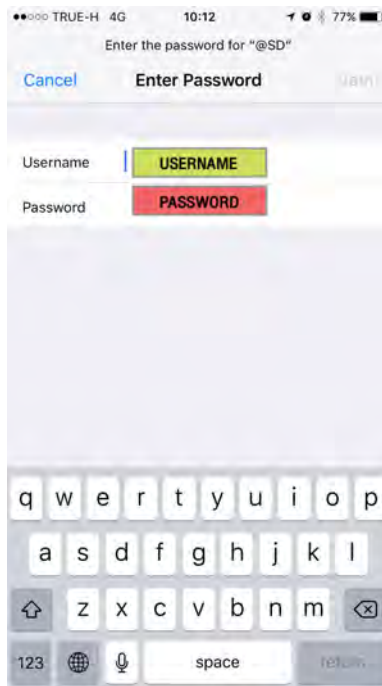 TRUE-H 4G 10:12 77%
Enter the password for "@SD"
Cancel Enter Password
Username USERNAME
Password PASSWORD
q w e r t y u i o p
a s d f g h j k l
z x c v b n m
123 space return